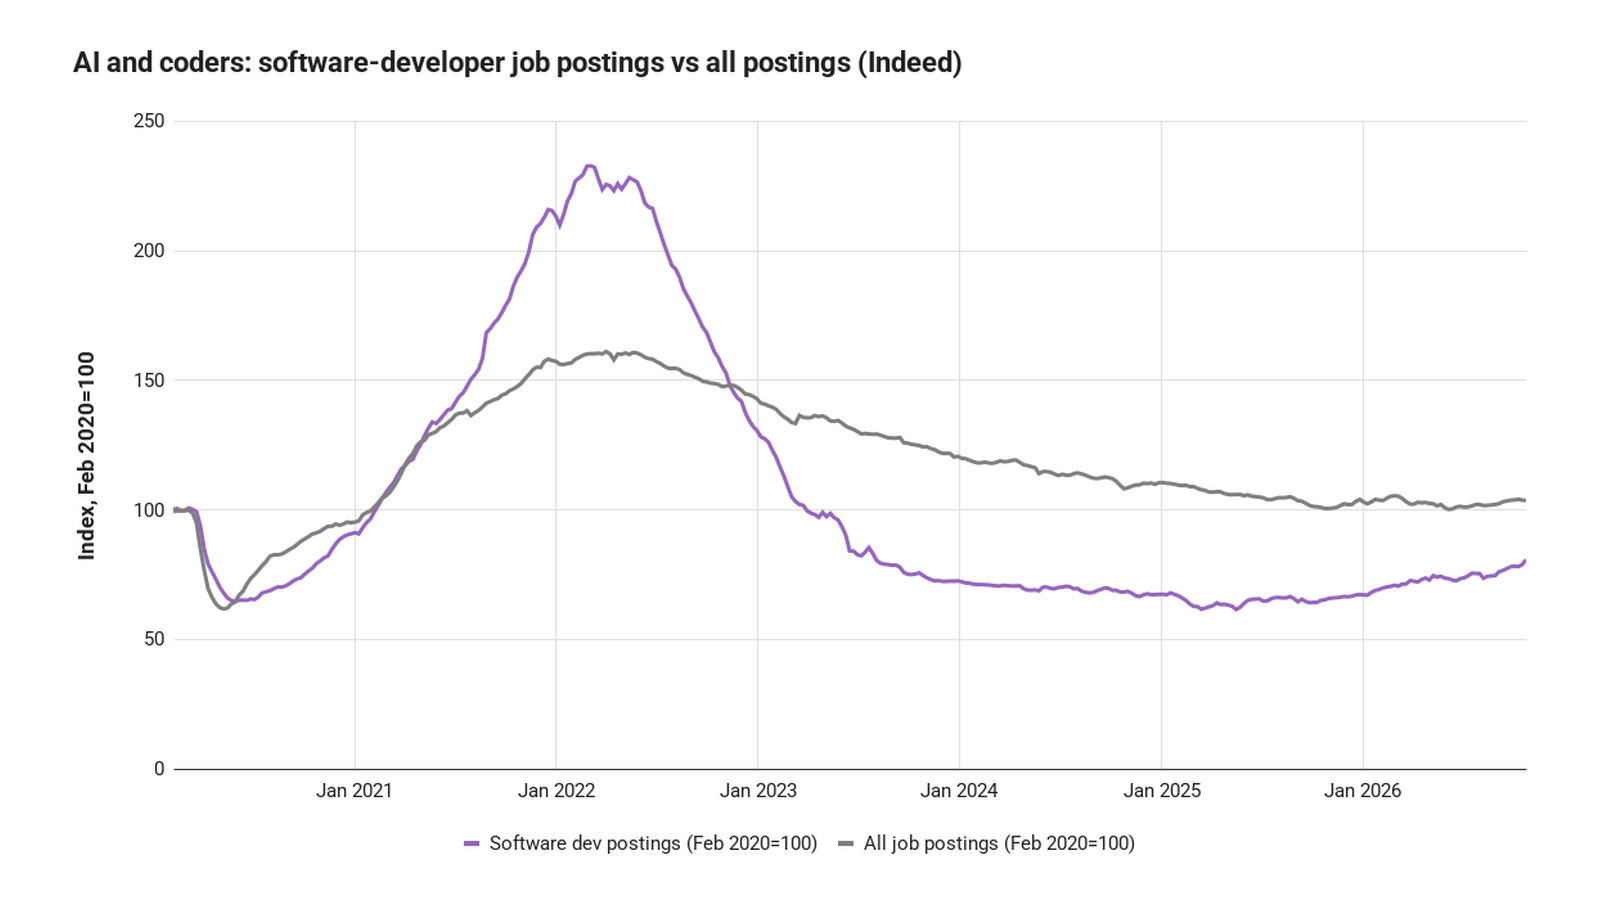 AI and coders: software-developer job postings vs all postings (Indeed)
250
200
150
100
50
0
Index, Feb 2020=100
Jan 2021
Jan 2022
Jan 2023
Jan 2024
Jan 2025
Jan 2026
Software dev postings (Feb 2020=100)
All job postings (Feb 2020=100)